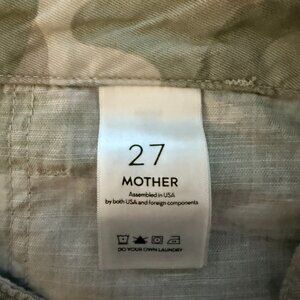 27
MOTHER
Assembled in USA
by both USA and foreign components
DO YOUR OWN LAUNDRY